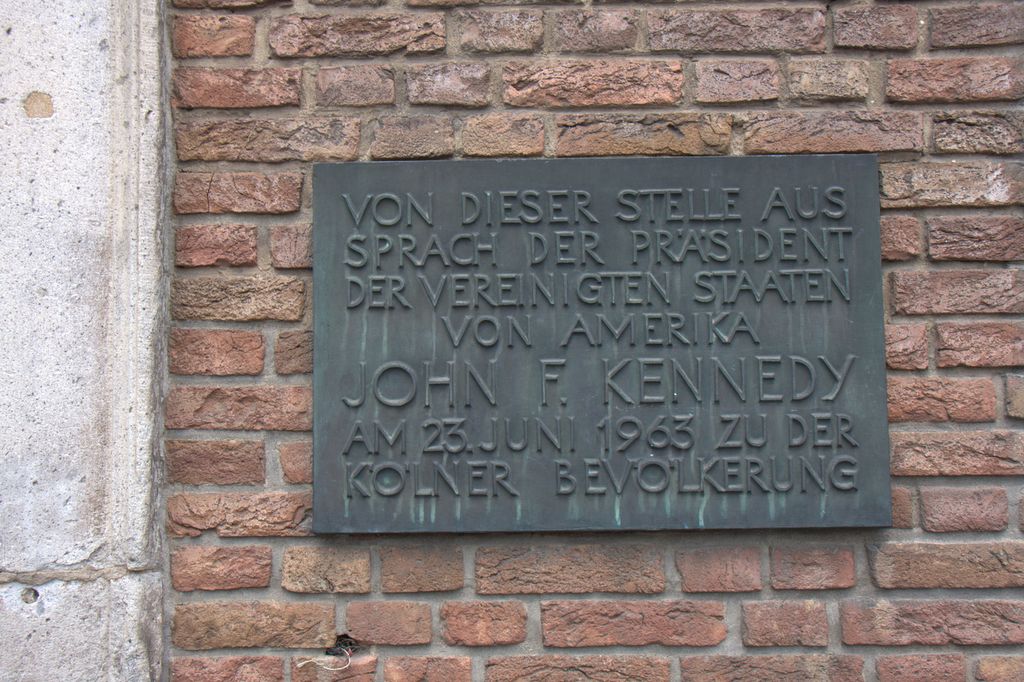 VON DIESER STELLE AUS
SPRACH DER PRÄSIDENT
DER VEREINIGTEN STAATEN
VON AMERIKA
JOHN F. KENNEDY
AM 23. JUNI 1963 ZU DER
KÖLNER BEVÖLKERUNG